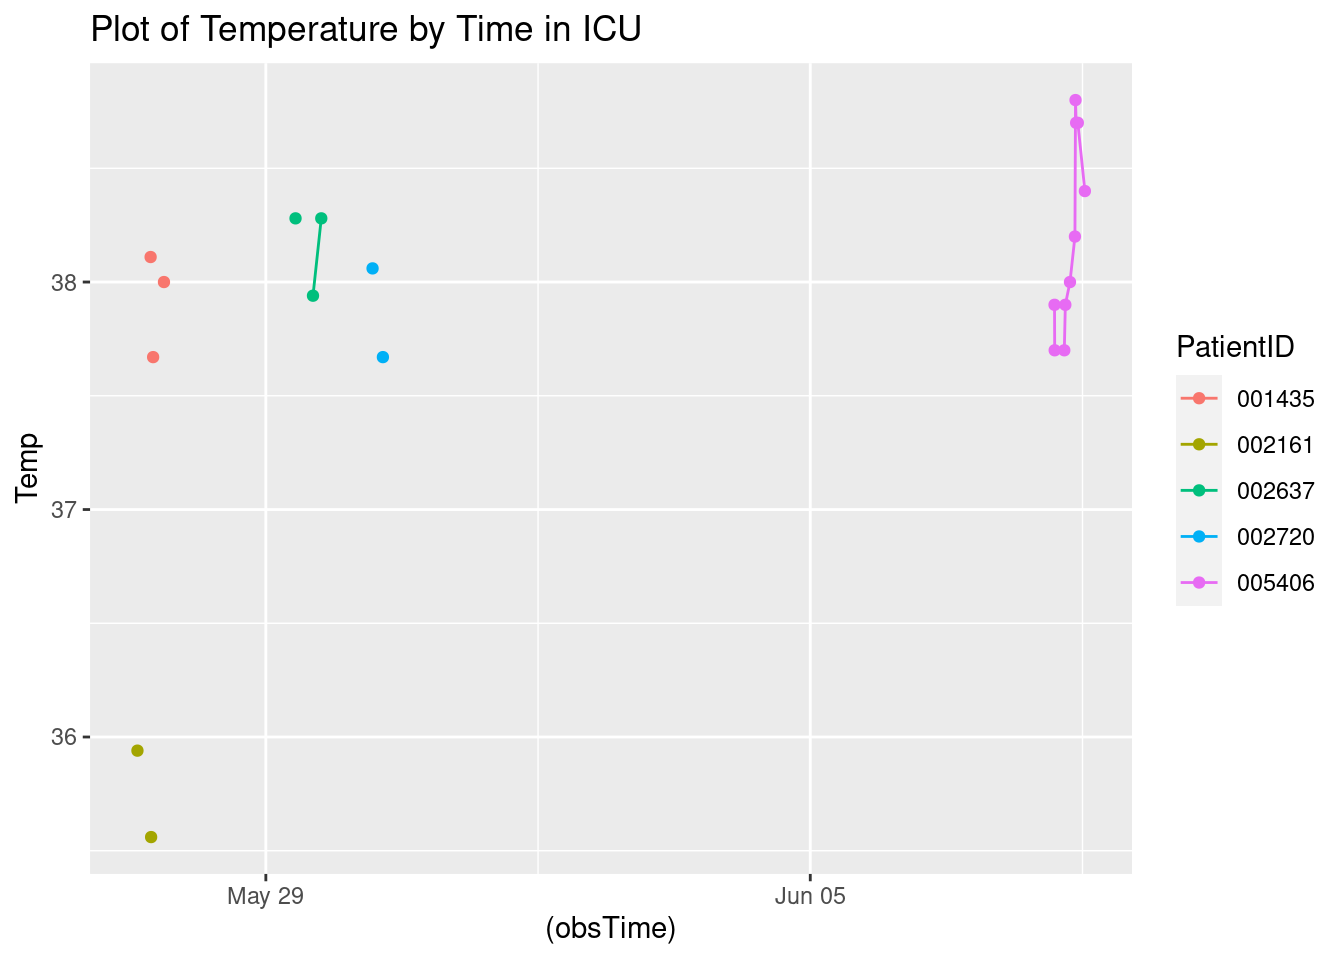 Plot of Temperature by Time in ICU
38
37
36
Temp
May 29
Jun 05
(obsTime)
PatientID
001435
002161
002637
002720
005406